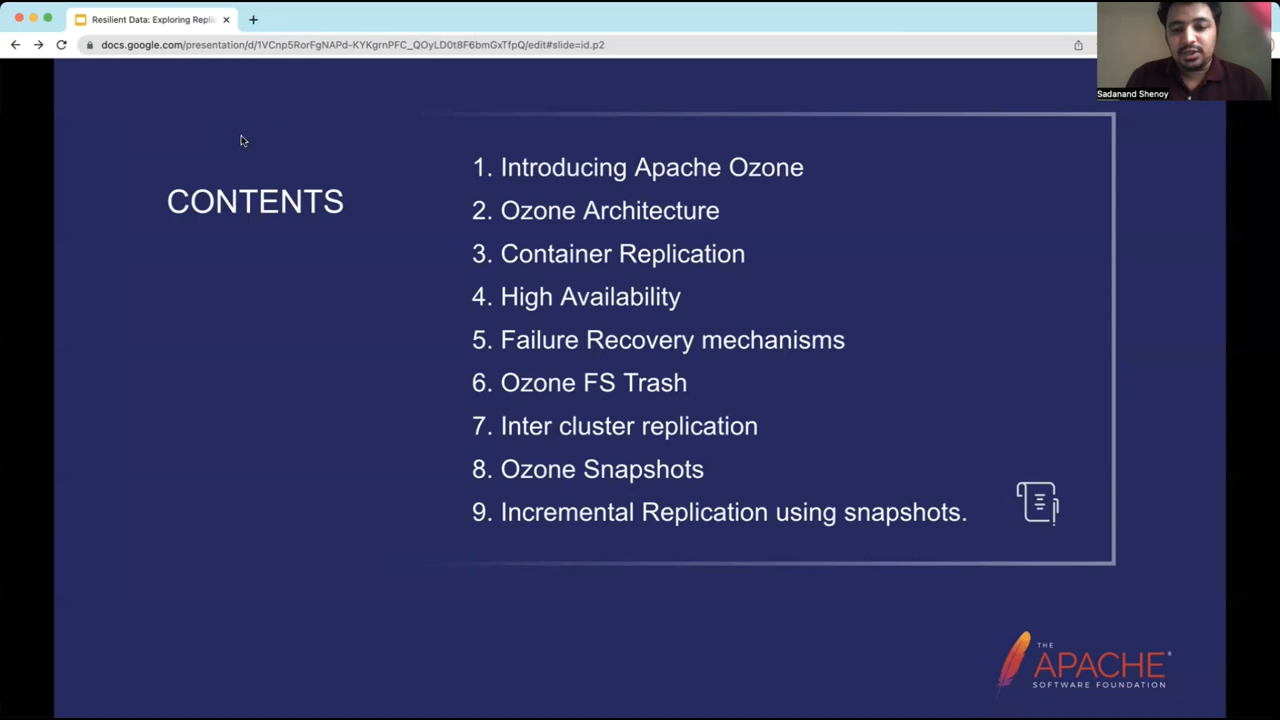 Resilient Data: Exploring Replic
docs.google.com/presentation/d/1VCnp5RorFgNAPd-KYKgrnPFC_QOyLD0t8F6bmGxTfpQ/edit#slide=id.p2
Sadanand Shenoy
CONTENTS
1. Introducing Apache Ozone
2. Ozone Architecture
3. Container Replication
4. High Availability
5. Failure Recovery mechanisms
6. Ozone FS Trash
7. Inter cluster replication
8. Ozone Snapshots
9. Incremental Replication using snapshots.
THE
APACHE®
SOFTWARE FOUNDATION